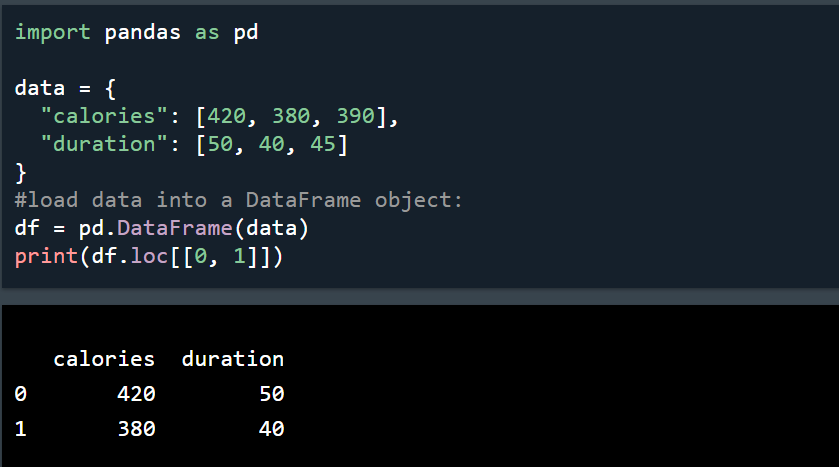 import pandas as pd
data = {
  "calories": [420, 380, 390],
  "duration": [50, 40, 45]
}
#load data into a DataFrame object:
df = pd.DataFrame(data)
print(df.loc[[0, 1]])
   calories  duration
0       420        50
1       380        40